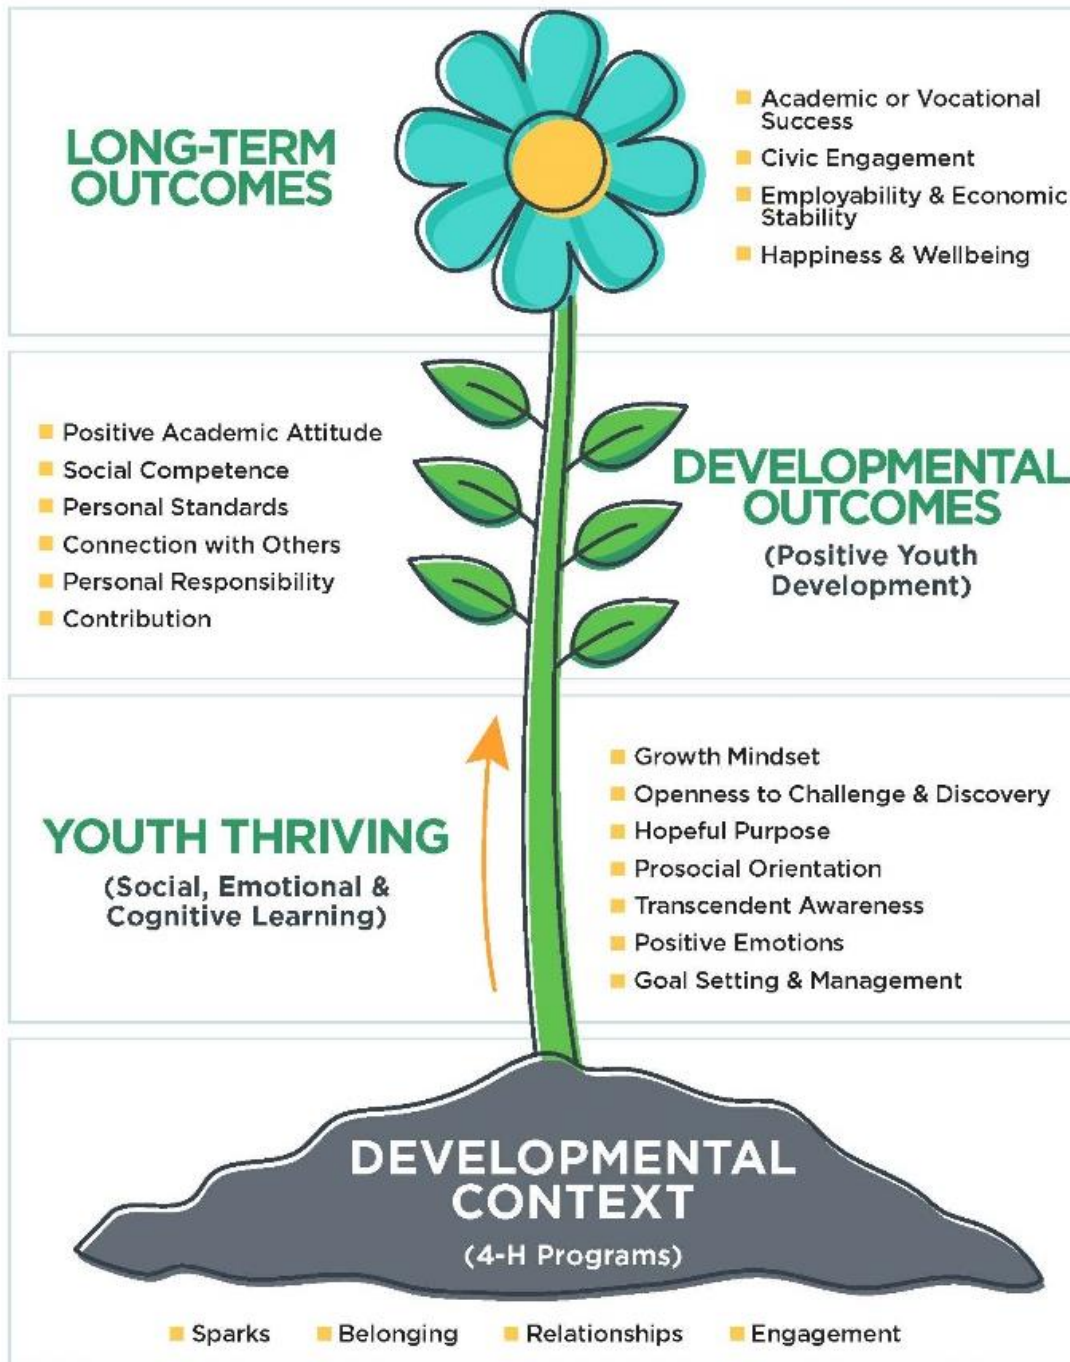 LONG-TERM
OUTCOMES
Academic or Vocational
Success
Civic Engagement
Employability & Economic
Stability
Happiness & Wellbeing
Positive Academic Attitude
Social Competence
Personal Standards
Connection with Others
Personal Responsibility
Contribution
DEVELOPMENTAL
OUTCOMES
(Positive Youth
Development)
YOUTH THRIVING
(Social, Emotional &
Cognitive Learning)
Growth Mindset
Openness to Challenge & Discovery
Hopeful Purpose
Prosocial Orientation
Transcendent Awareness
Positive Emotions
Goal Setting & Management
DEVELOPMENTAL
CONTEXT
(4-H Programs)
Sparks Belonging Relationships Engagement